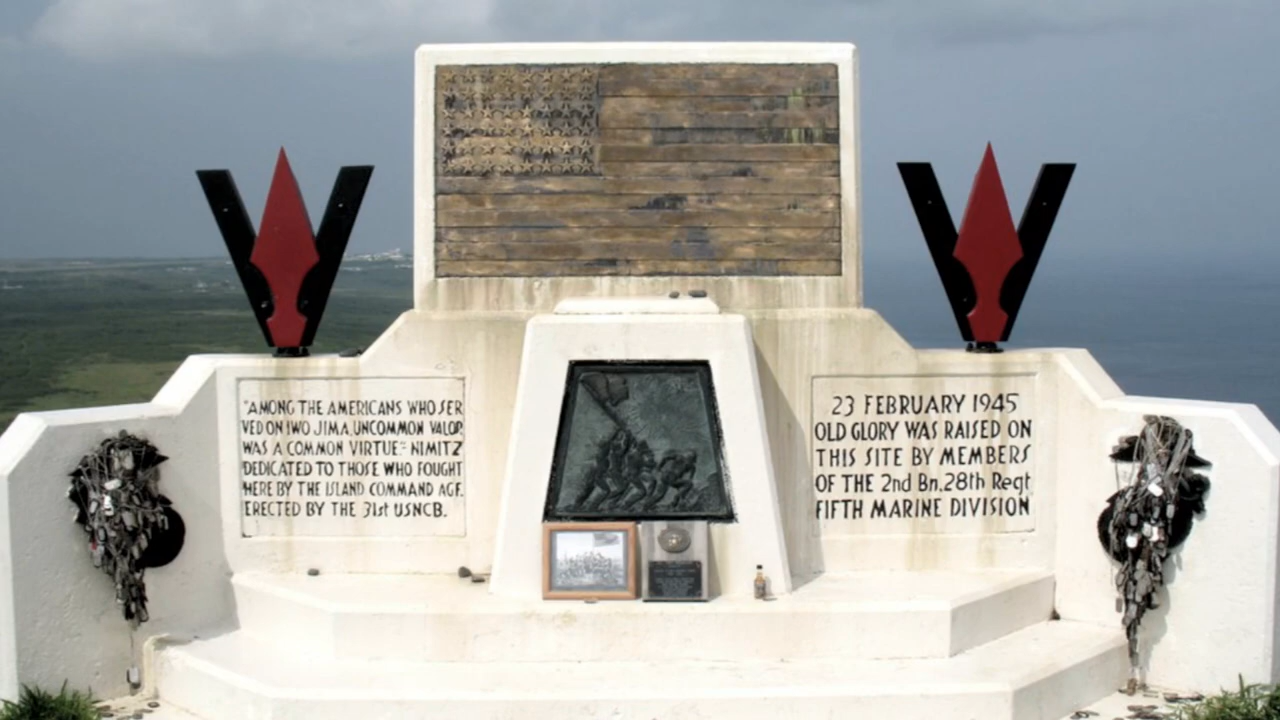 "AMONG THE AMERICANS WHO SER
VED ON IWO JIMA, UNCOMMON VALOR
WAS A COMMON VIRTUE." NIMITZ
DEDICATED TO THOSE WHO FOUGHT
HERE BY THE ISLAND COMMAND AGF.
ERECTED BY THE 31st USNCB.
23 FEBRUARY 1945
OLD GLORY WAS RAISED ON
THIS SITE BY MEMBERS
OF THE 2nd Bn, 28th Regt
FIFTH MARINE DIVISION